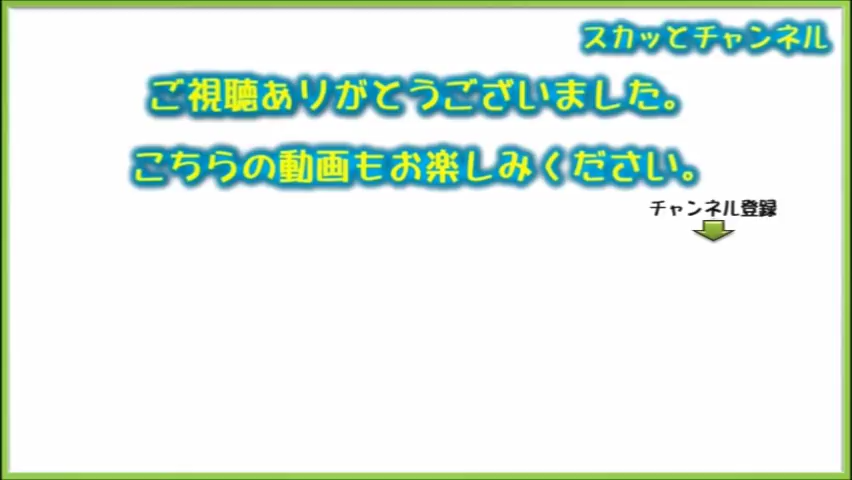 スカッとチャンネル
ご視聴ありがとうございました。
こちらの動画もお楽しみください。
チャンネル登録